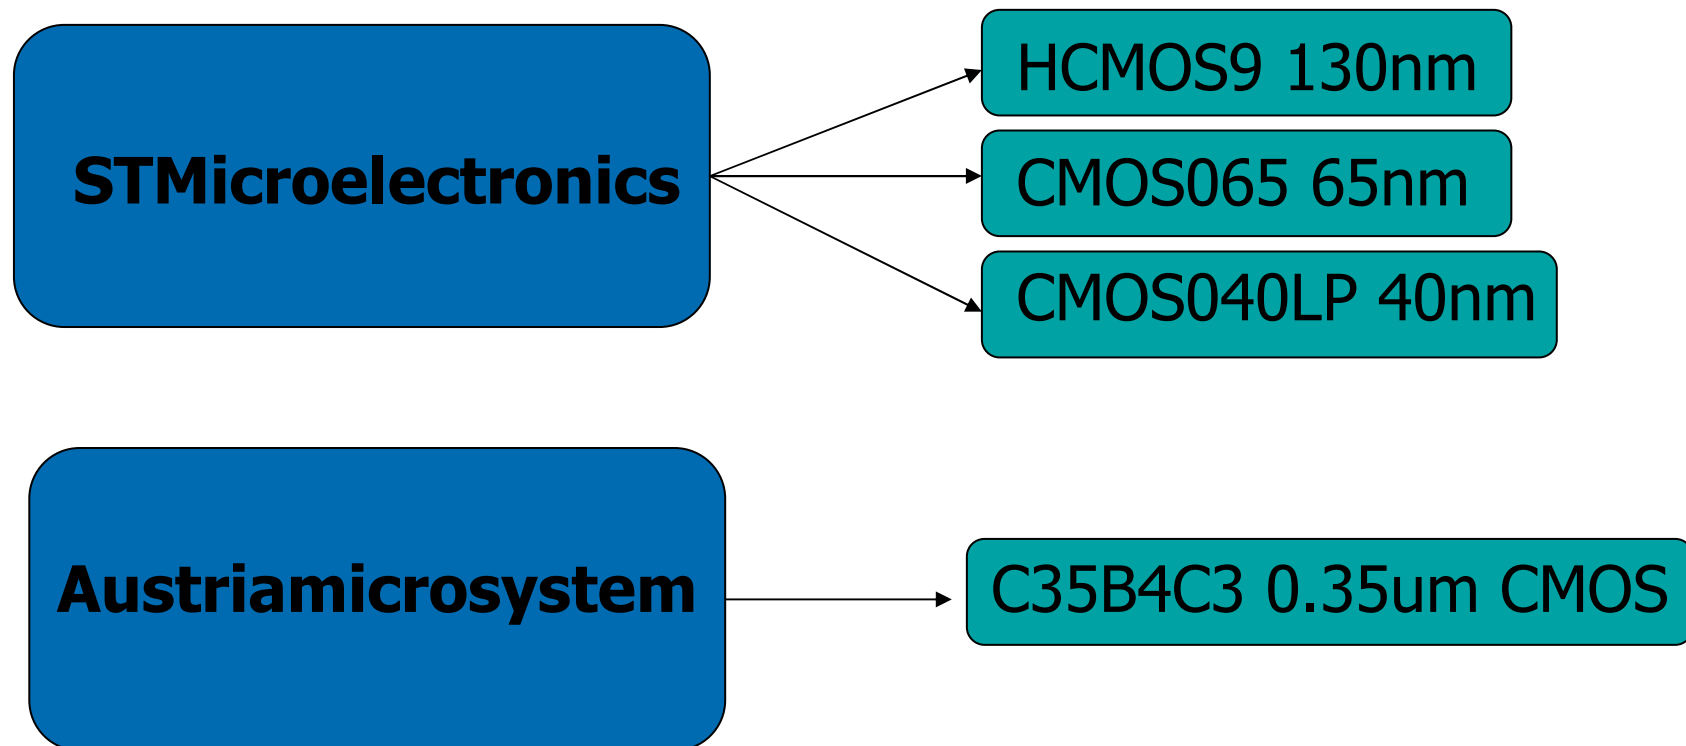 STMicroelectronics
HCMOS9 130nm
CMOS065 65nm
CMOS040LP 40nm
Austriamicrosystem
C35B4C3 0.35um CMOS